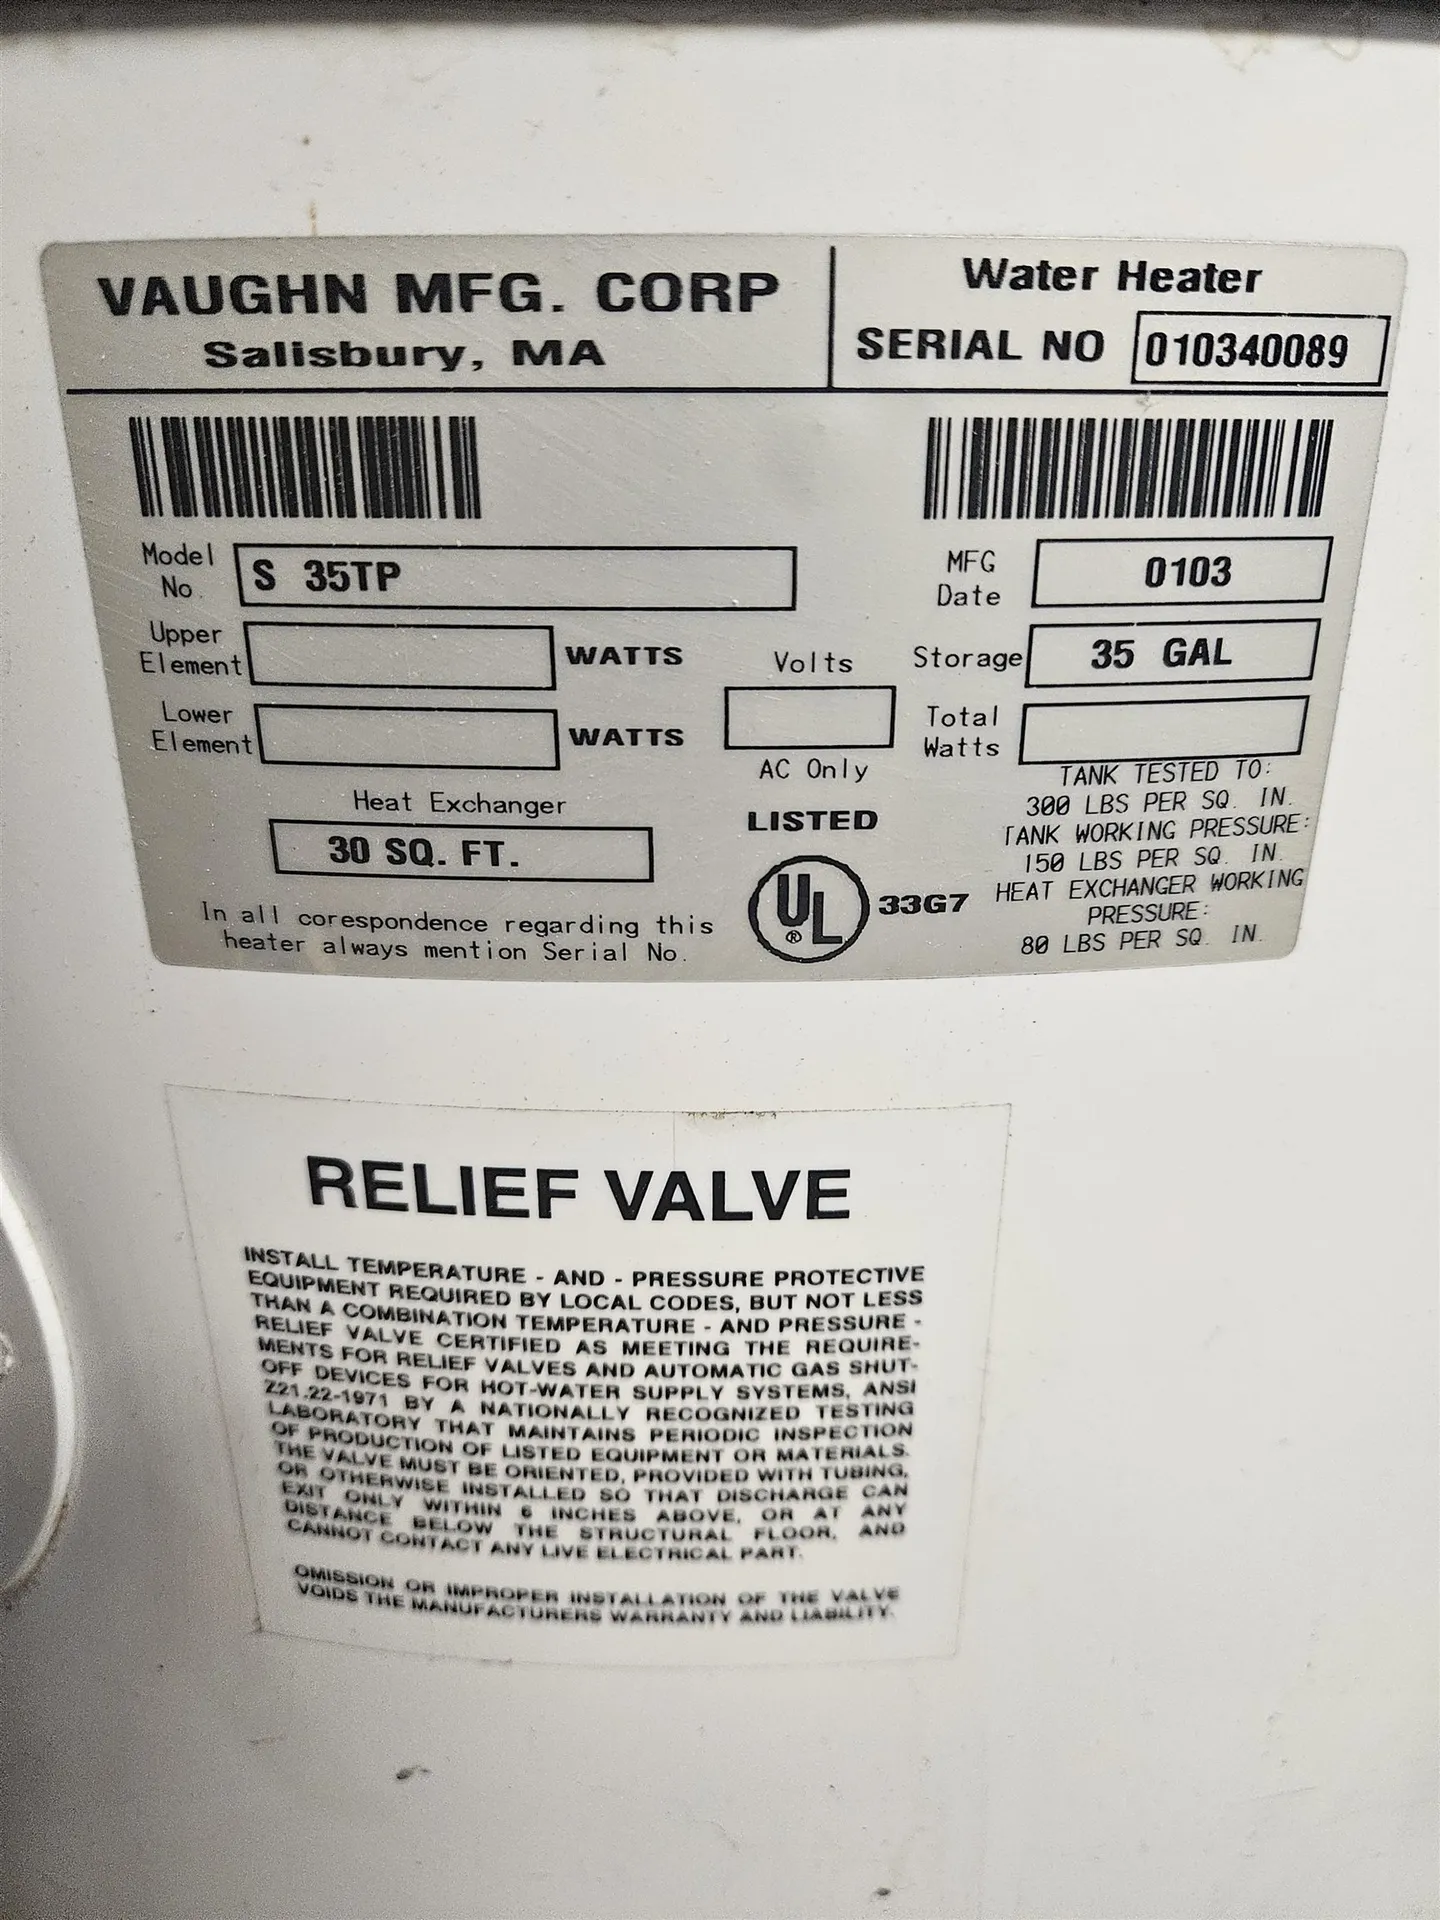 VAUGHN MFG. CORP
Salisbury, MA
Water Heater
SERIAL NO 010340089
Model No. S 35TP
MFG Date 0103
Upper Element WATTS
Volts
AC Only
Storage 35 GAL
Lower Element WATTS
Total Watts
Heat Exchanger
30 SQ. FT.
LISTED
UL ® 33G7
TANK TESTED TO:
300 LBS PER SQ. IN.
TANK WORKING PRESSURE:
150 LBS PER SQ. IN.
HEAT EXCHANGER WORKING
PRESSURE:
80 LBS PER SQ. IN.
In all corespondence regarding this
heater always mention Serial No.
RELIEF VALVE
INSTALL TEMPERATURE - AND - PRESSURE PROTECTIVE
EQUIPMENT REQUIRED BY LOCAL CODES, BUT NOT LESS
THAN A COMBINATION TEMPERATURE - AND PRESSURE -
RELIEF VALVE CERTIFIED AS MEETING THE REQUIRE-
MENTS FOR RELIEF VALVES AND AUTOMATIC GAS SHUT-
OFF DEVICES FOR HOT-WATER SUPPLY SYSTEMS, ANSI
Z21.22-1971 BY A NATIONALLY RECOGNIZED TESTING
LABORATORY THAT MAINTAINS PERIODIC INSPECTION
OF PRODUCTION OF LISTED EQUIPMENT OR MATERIALS.
THE VALVE MUST BE ORIENTED, PROVIDED WITH TUBING,
OR OTHERWISE INSTALLED SO THAT DISCHARGE CAN
EXIT ONLY WITHIN 6 INCHES ABOVE, OR AT ANY
DISTANCE BELOW THE STRUCTURAL FLOOR, AND
CANNOT CONTACT ANY LIVE ELECTRICAL PART.
OMISSION OR IMPROPER INSTALLATION OF THE VALVE
VOIDS THE MANUFACTURERS WARRANTY AND LIABILITY.